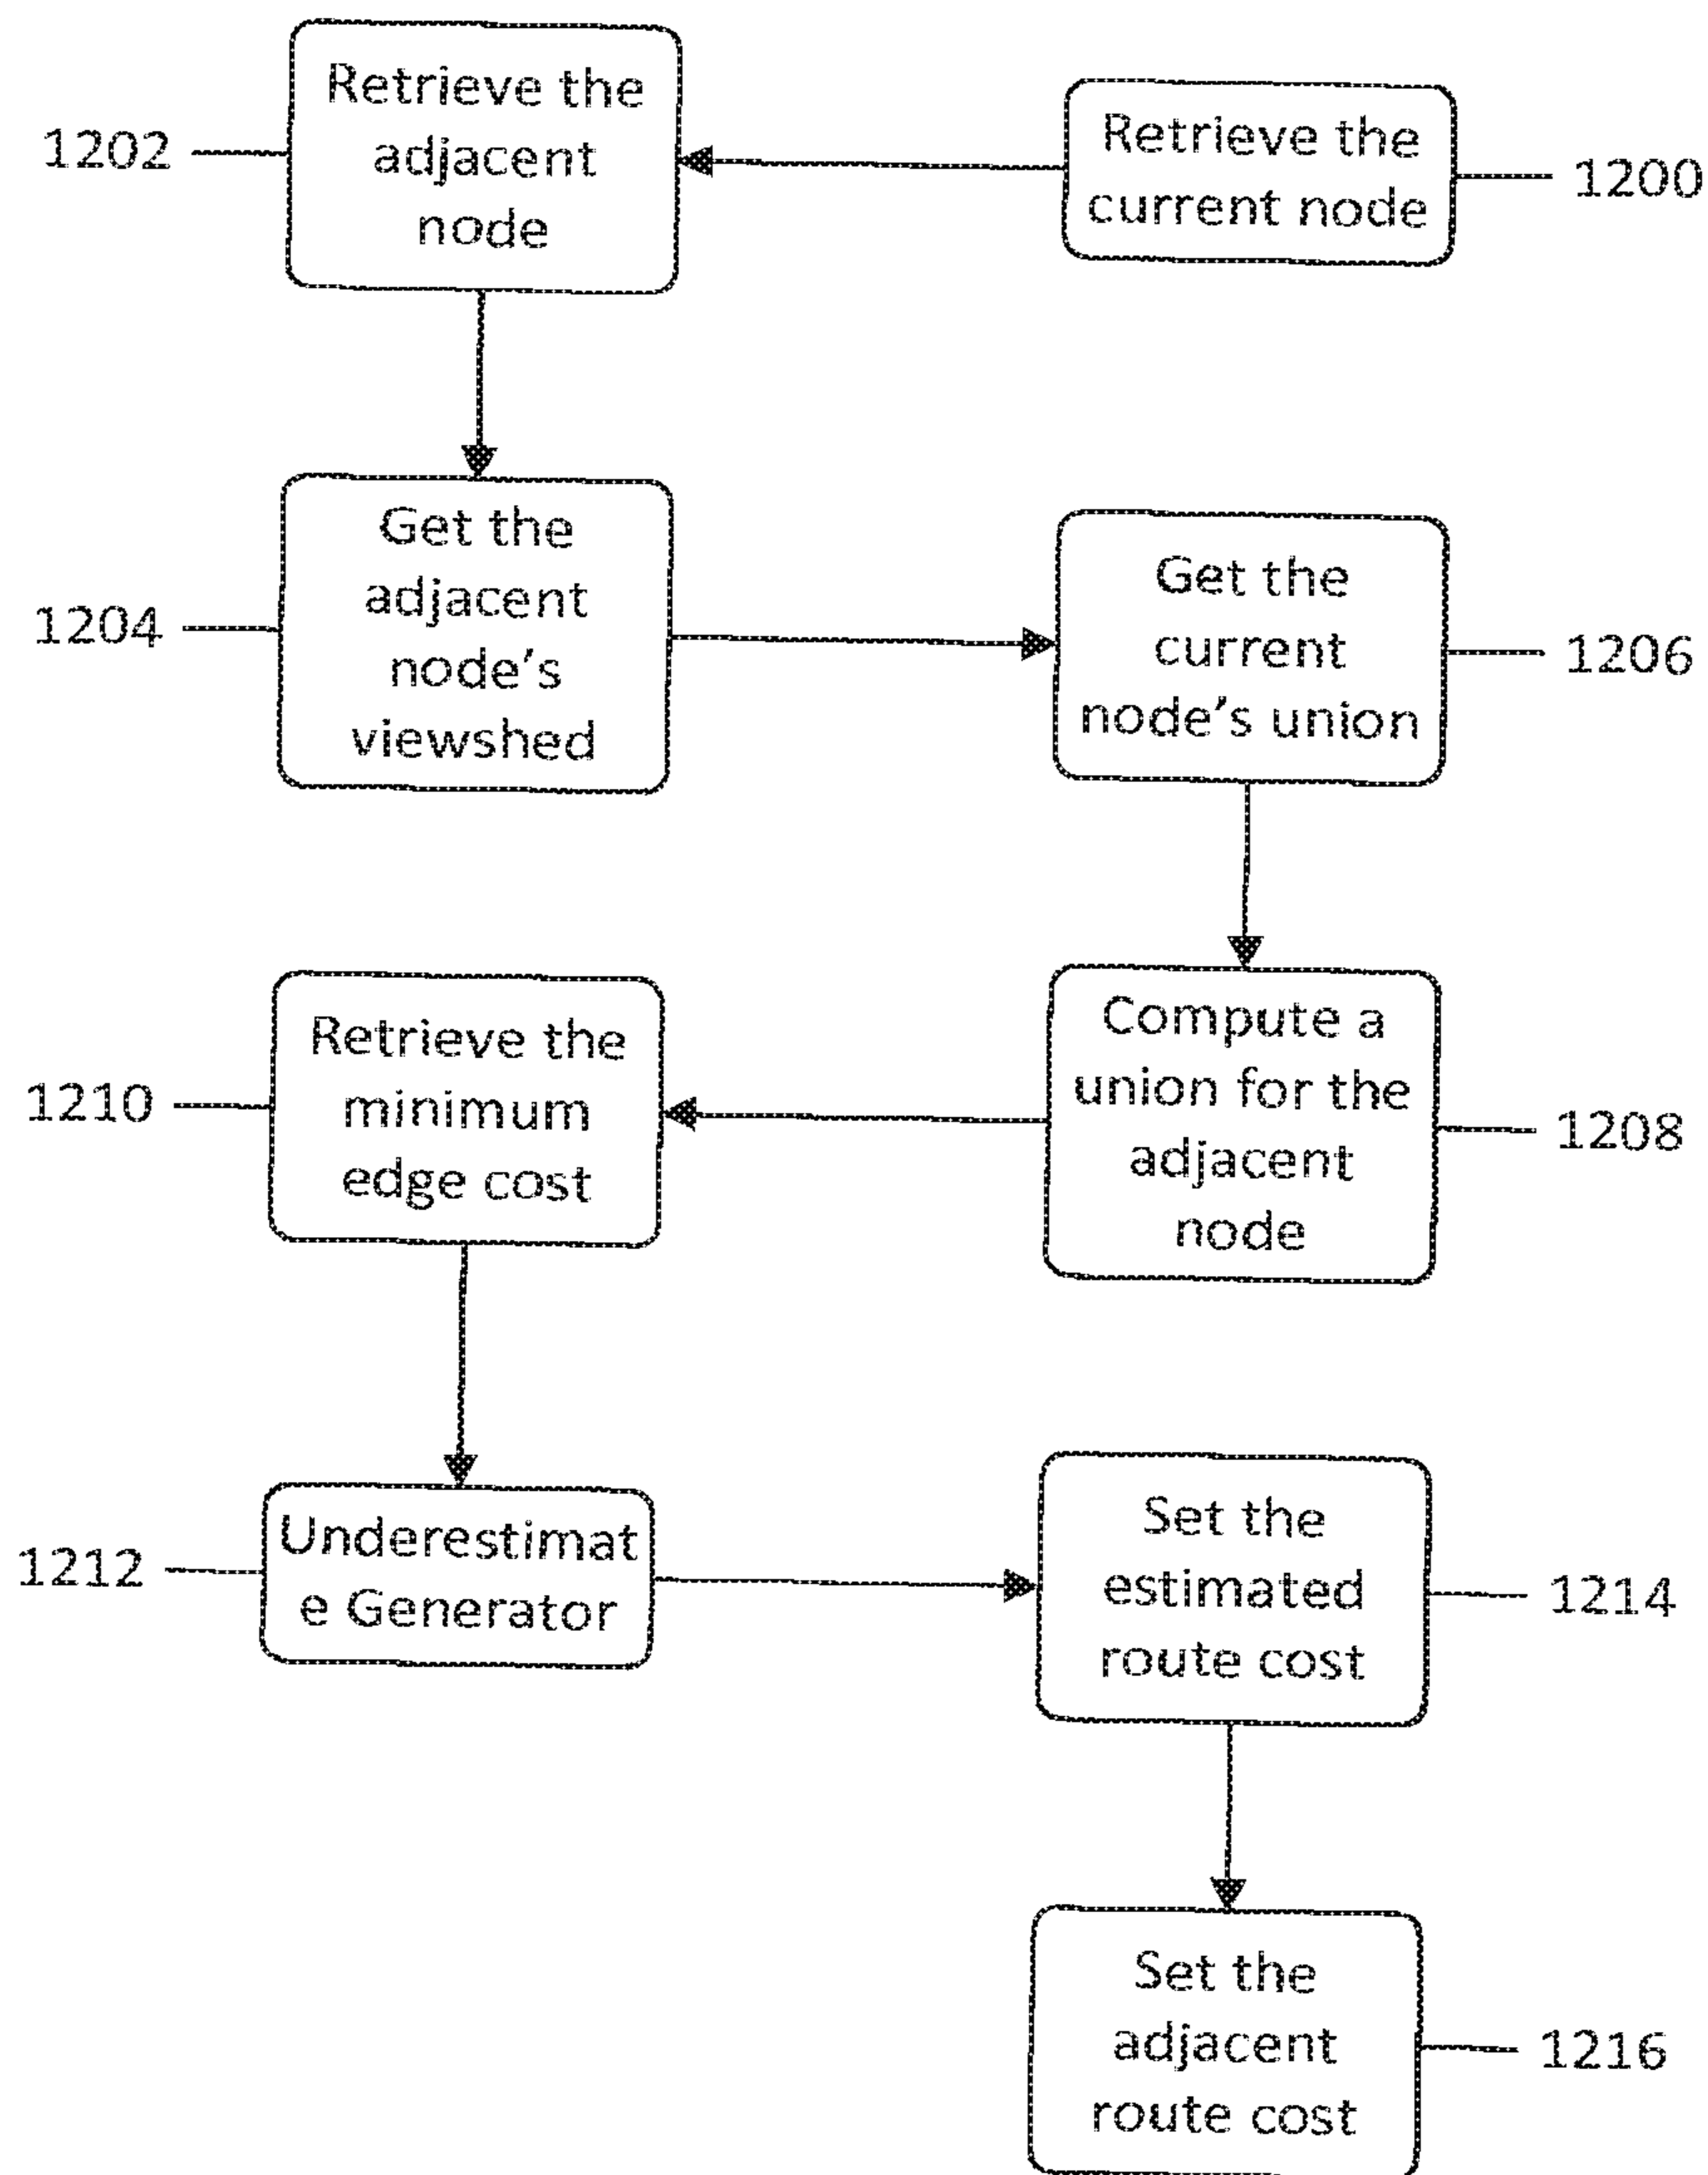 Retrieve the
adjacent
node
1202
Retrieve the
current node
1200
Get the
adjacent
node's
viewshed
1204
Get the
current
node's union
1206
Compute a
union for the
adjacent
node
1208
Retrieve the
minimum
edge cost
1210
Underestimat
e Generator
1212
Set the
estimated
route cost
1214
Set the
adjacent
route cost
1216